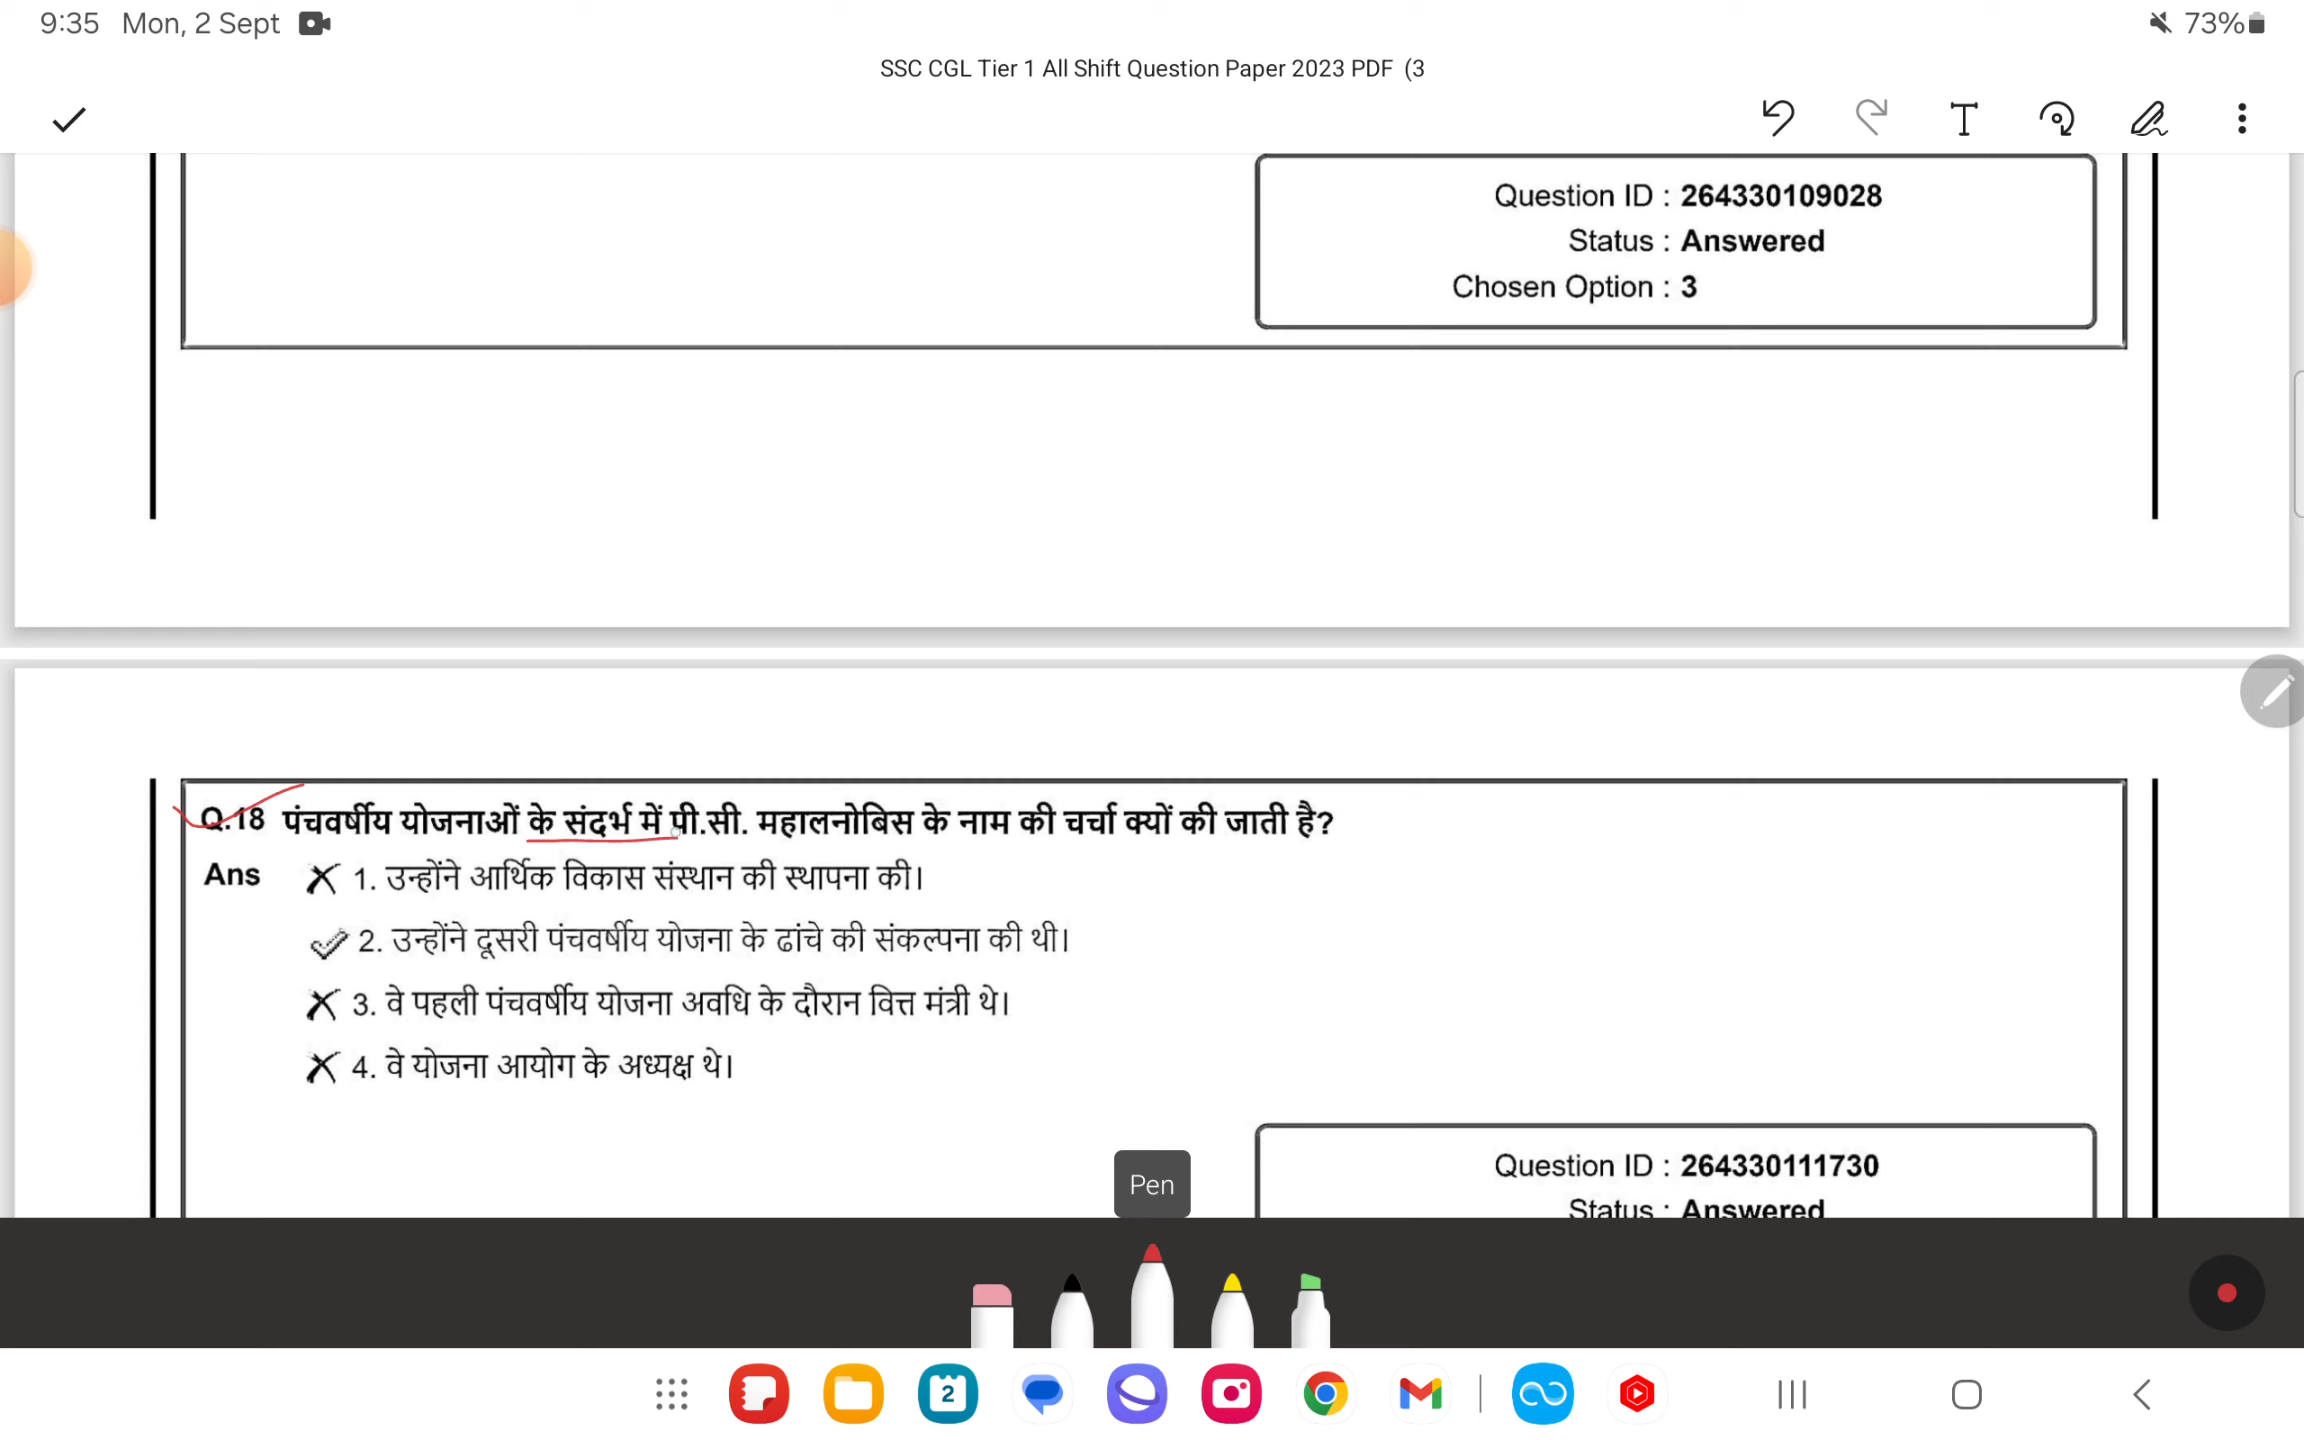 9:35 Mon, 2 Sept
73%
SSC CGL Tier 1 All Shift Question Paper 2023 PDF (3
Question ID : 264330109028
Status : Answered
Chosen Option : 3
Q.18 पंचवर्षीय योजनाओं के संदर्भ में पी.सी. महालनोबिस के नाम की चर्चा क्यों की जाती है?
Ans 1. उन्होंने आर्थिक विकास संस्थान की स्थापना की।
2. उन्होंने दूसरी पंचवर्षीय योजना के ढांचे की संकल्पना की थी।
3. वे पहली पंचवर्षीय योजना अवधि के दौरान वित्त मंत्री थे।
4. वे योजना आयोग के अध्यक्ष थे।
Question ID : 264330111730
Status : Answered
Pen
2